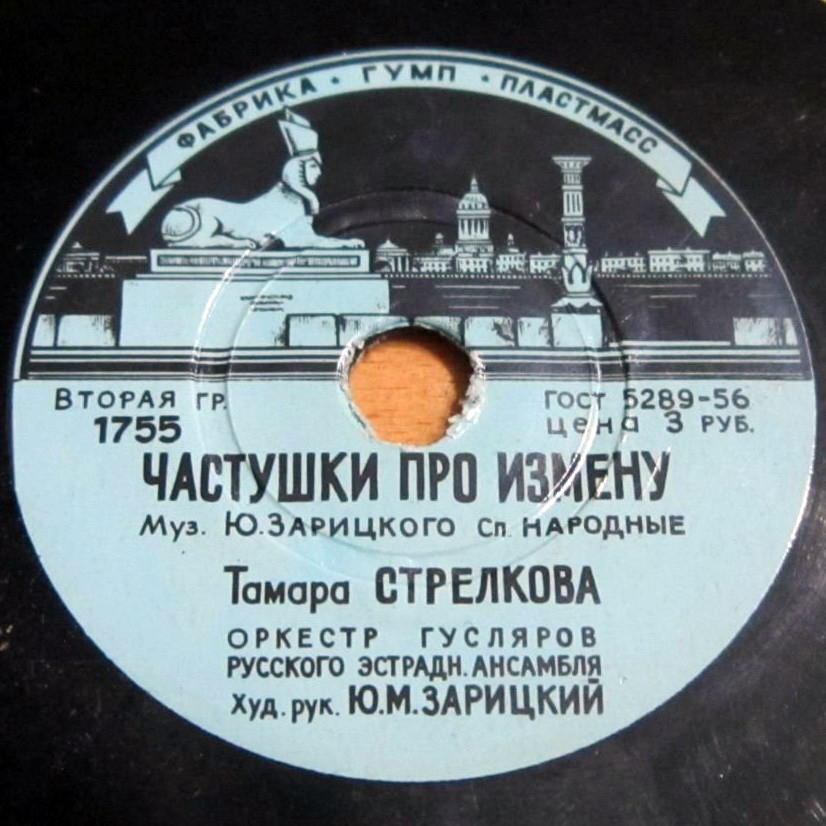 ФАБРИКА • ГУМП • ПЛАСТМАСС
ВТОРАЯ ГР. ГОСТ 5289-56
1755 цена 3 РУБ.
ЧАСТУШКИ ПРО ИЗМЕНУ
Муз. Ю.ЗАРИЦКОГО Сл. НАРОДНЫЕ
Тамара СТРЕЛКОВА
ОРКЕСТР ГУСЛЯРОВ
РУССКОГО ЭСТРАДН. АНСАМБЛЯ
Худ. рук. Ю.М.ЗАРИЦКИЙ